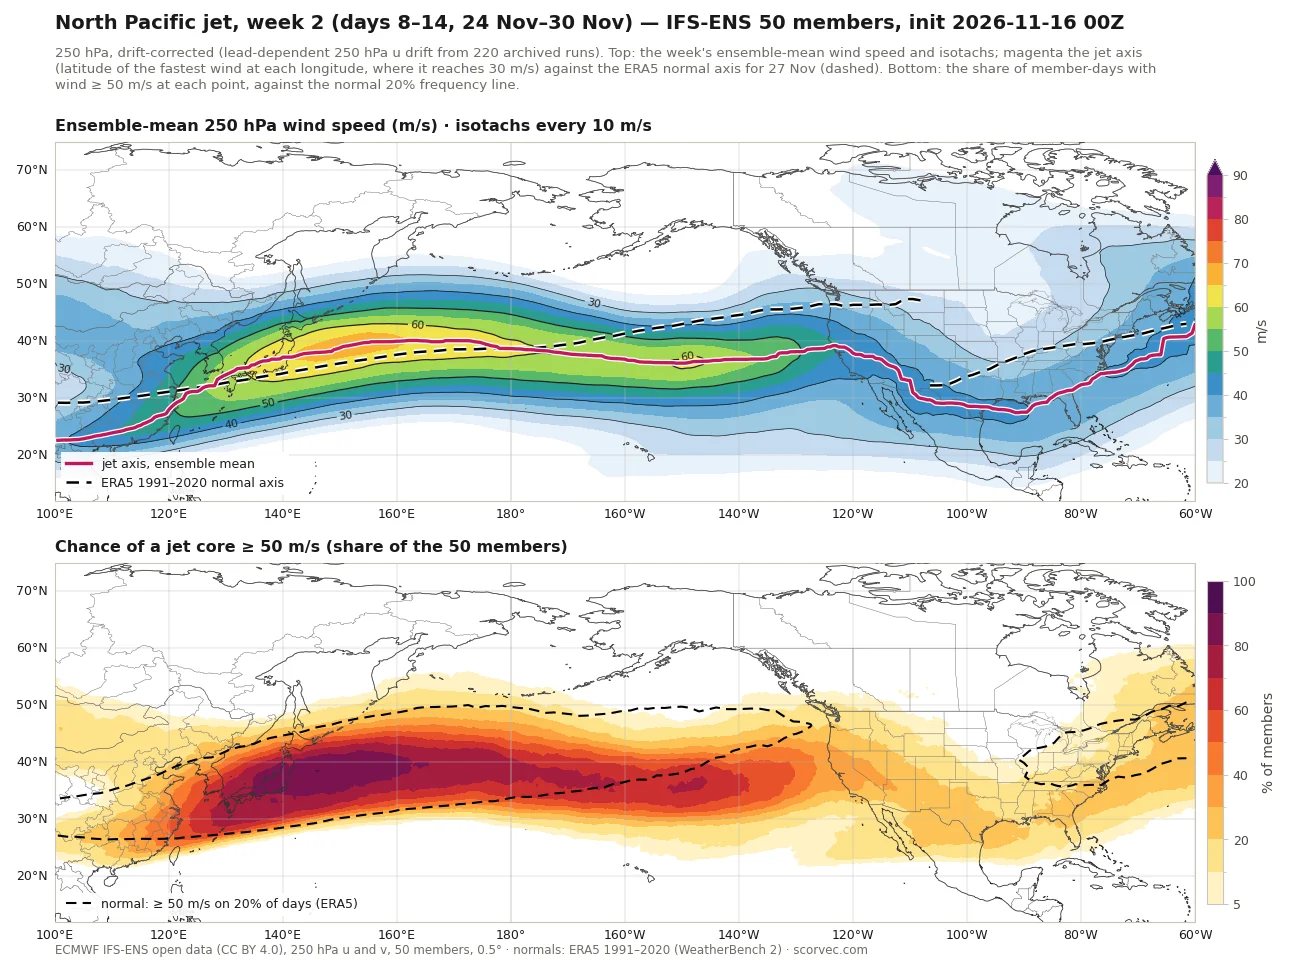 North Pacific jet, week 2 (days 8–14, 24 Nov–30 Nov) — IFS-ENS 50 members, init 2026-11-16 00Z
250 hPa, drift-corrected (lead-dependent 250 hPa u drift from 220 archived runs). Top: the week's ensemble-mean wind speed and isotachs; magenta the jet axis
(latitude of the fastest wind at each longitude, where it reaches 30 m/s) against the ERA5 normal axis for 27 Nov (dashed). Bottom: the share of member-days with
wind ≥ 50 m/s at each point, against the normal 20% frequency line.
Ensemble-mean 250 hPa wind speed (m/s) · isotachs every 10 m/s
70°N
60°N
50°N
40°N
30°N
20°N
30
60
60
30
50
40
30
jet axis, ensemble mean
ERA5 1991–2020 normal axis
100°E 120°E 140°E 160°E 180° 160°W 140°W 120°W 100°W 80°W 60°W
90
80
70
60
50
40
30
20
m/s
Chance of a jet core ≥ 50 m/s (share of the 50 members)
70°N
60°N
50°N
40°N
30°N
20°N
normal: ≥ 50 m/s on 20% of days (ERA5)
100°E 120°E 140°E 160°E 180° 160°W 140°W 120°W 100°W 80°W 60°W
100
80
60
40
20
5
% of members
ECMWF IFS-ENS open data (CC BY 4.0), 250 hPa u and v, 50 members, 0.5° · normals: ERA5 1991–2020 (WeatherBench 2) · scorvec.com